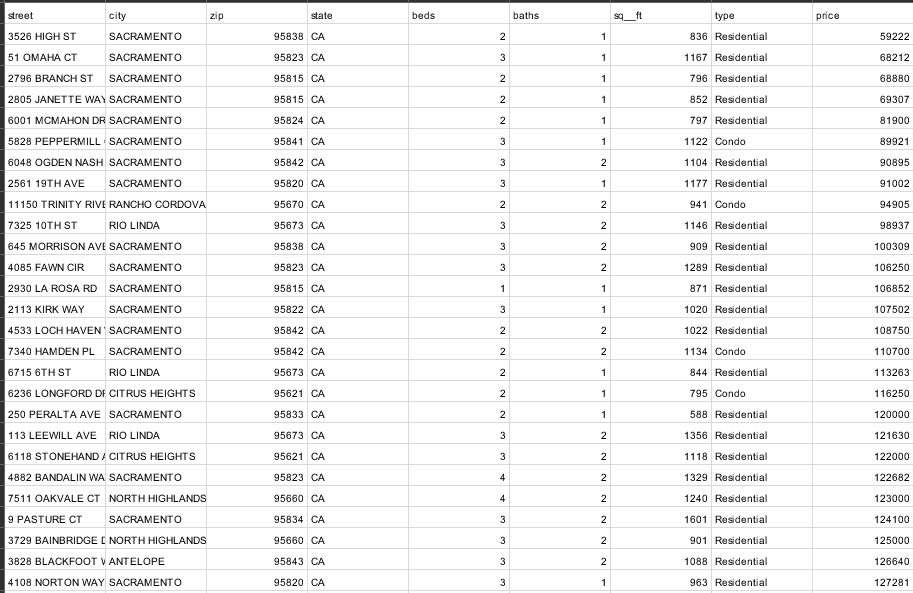 street city zip state beds baths sq__ft type price
3526 HIGH ST SACRAMENTO 95838 CA 2 1 836 Residential 59222
51 OMAHA CT SACRAMENTO 95823 CA 3 1 1167 Residential 68212
2796 BRANCH ST SACRAMENTO 95815 CA 2 1 796 Residential 68880
2805 JANETTE WAY SACRAMENTO 95815 CA 2 1 852 Residential 69307
6001 MCMAHON DR SACRAMENTO 95824 CA 2 1 797 Residential 81900
5828 PEPPERMILL SACRAMENTO 95841 CA 3 1 1122 Condo 89921
6048 OGDEN NASH SACRAMENTO 95842 CA 3 2 1104 Residential 90895
2561 19TH AVE SACRAMENTO 95820 CA 3 1 1177 Residential 91002
11150 TRINITY RIVE RANCHO CORDOVA 95670 CA 2 2 941 Condo 94905
7325 10TH ST RIO LINDA 95673 CA 3 2 1146 Residential 98937
645 MORRISON AVE SACRAMENTO 95838 CA 3 2 909 Residential 100309
4085 FAWN CIR SACRAMENTO 95823 CA 3 2 1289 Residential 106250
2930 LA ROSA RD SACRAMENTO 95815 CA 1 1 871 Residential 106852
2113 KIRK WAY SACRAMENTO 95822 CA 3 1 1020 Residential 107502
4533 LOCH HAVEN SACRAMENTO 95842 CA 2 2 1022 Residential 108750
7340 HAMDEN PL SACRAMENTO 95842 CA 2 2 1134 Condo 110700
6715 6TH ST RIO LINDA 95673 CA 2 1 844 Residential 113263
6236 LONGFORD DR CITRUS HEIGHTS 95621 CA 2 1 795 Condo 116250
250 PERALTA AVE SACRAMENTO 95833 CA 2 1 588 Residential 120000
113 LEEWILL AVE RIO LINDA 95673 CA 3 2 1356 Residential 121630
6118 STONEHAND A CITRUS HEIGHTS 95621 CA 3 2 1118 Residential 122000
4882 BANDALIN WA SACRAMENTO 95823 CA 4 2 1329 Residential 122682
7511 OAKVALE CT NORTH HIGHLANDS 95660 CA 4 2 1240 Residential 123000
9 PASTURE CT SACRAMENTO 95834 CA 3 2 1601 Residential 124100
3729 BAINBRIDGE D NORTH HIGHLANDS 95660 CA 3 2 901 Residential 125000
3828 BLACKFOOT W ANTELOPE 95843 CA 3 2 1088 Residential 126640
4108 NORTON WAY SACRAMENTO 95820 CA 3 1 963 Residential 127281